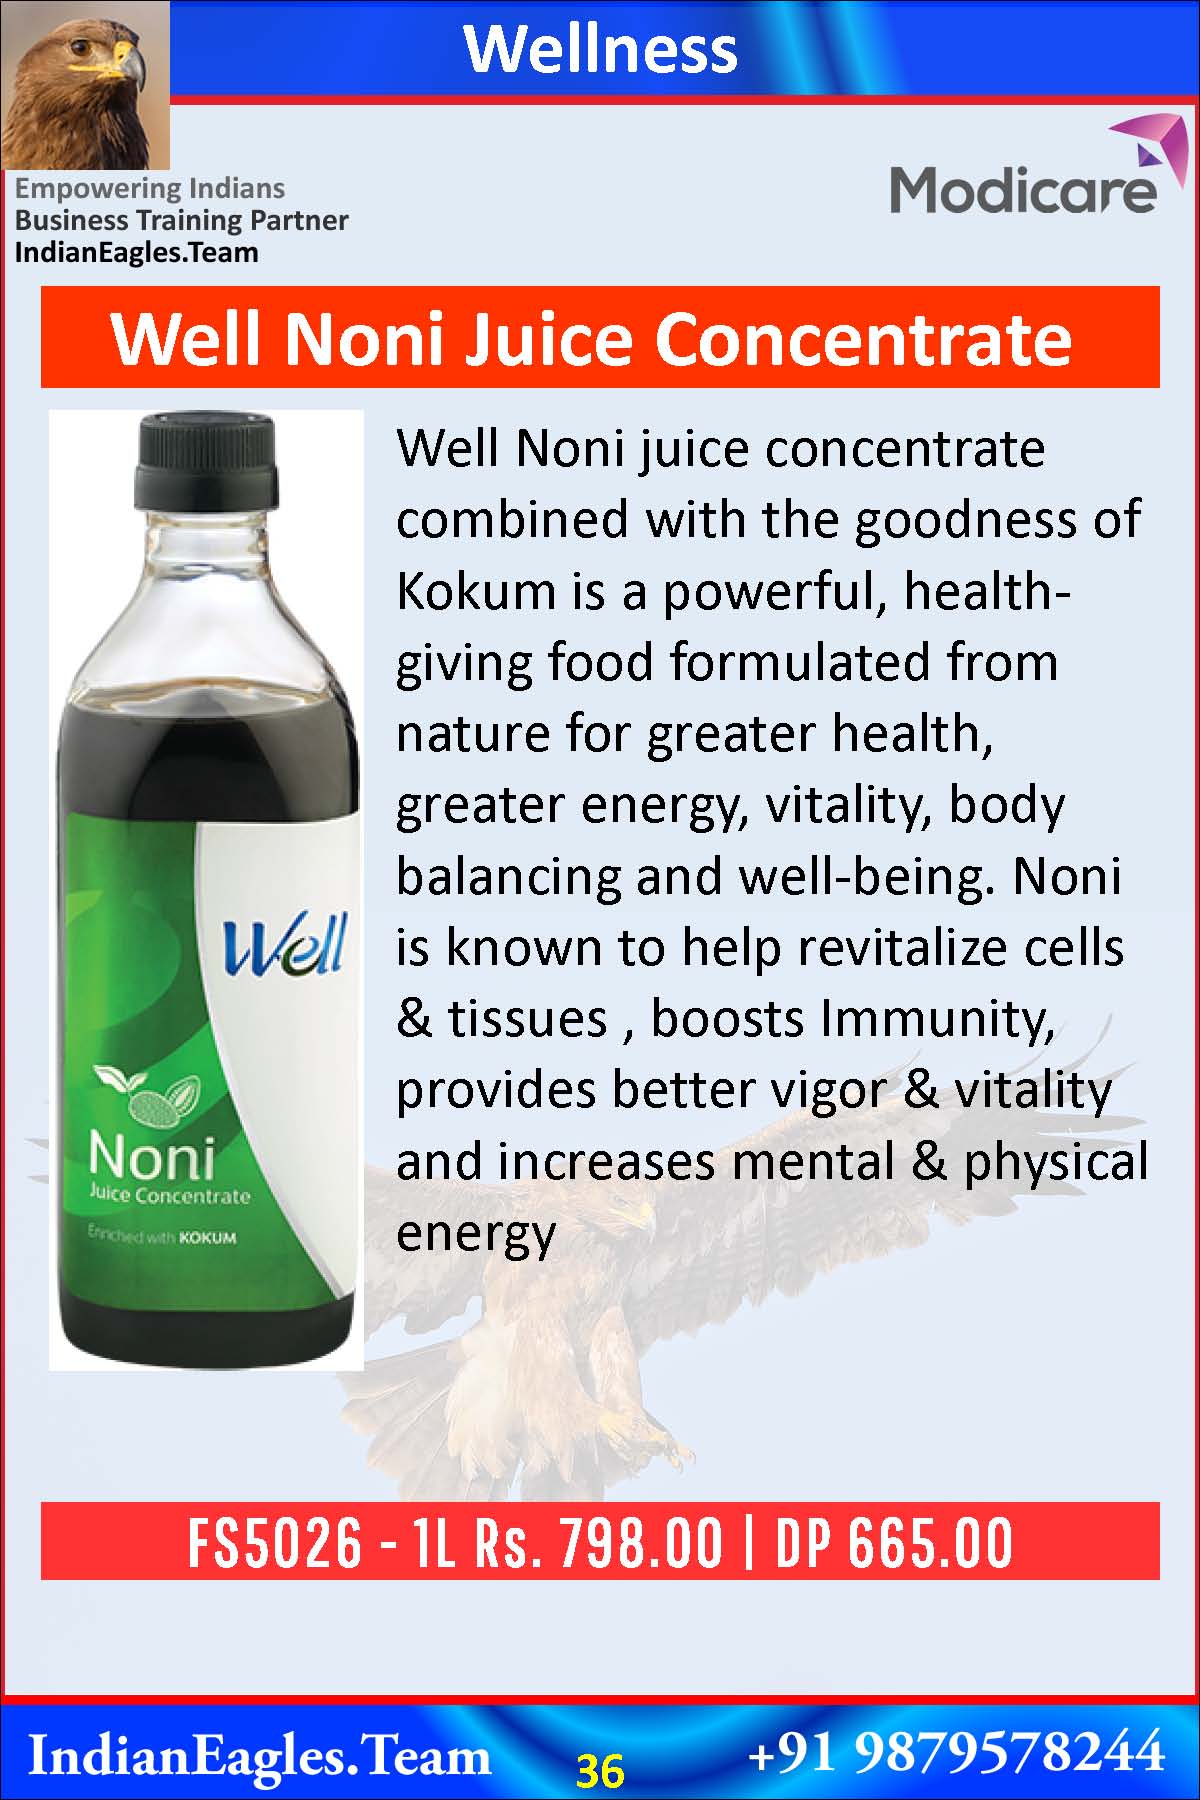 Wellness
Empowering Indians
Business Training Partner
IndianEagles.Team
Modicare
Well Noni Juice Concentrate
Well Noni juice concentrate
combined with the goodness of
Kokum is a powerful, health-
giving food formulated from
nature for greater health,
greater energy, vitality, body
balancing and well-being. Noni
is known to help revitalize cells
& tissues , boosts Immunity,
provides better vigor & vitality
and increases mental & physical
energy
Well
Noni
Juice Concentrate
Enriched with KOKUM
FS5026 - 1L Rs. 798.00 | DP 665.00
IndianEagles.Team
36
+91 9879578244